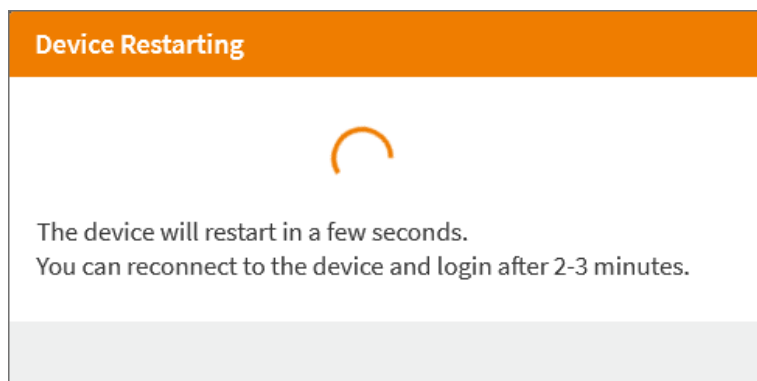 Device Restarting
The device will restart in a few seconds.
You can reconnect to the device and login after 2-3 minutes.